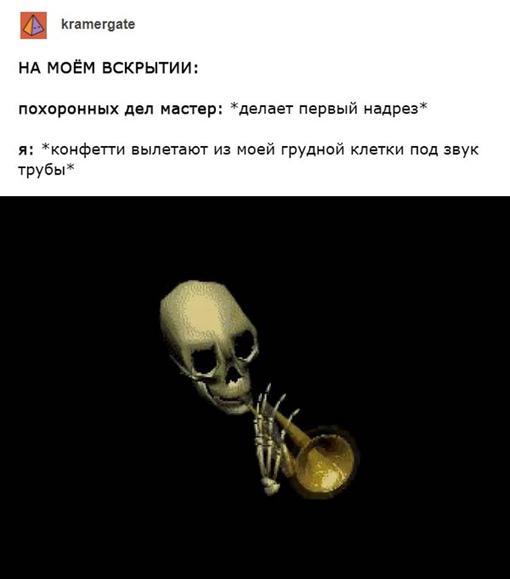 kramergate
НА МОЁМ ВСКРЫТИИ:
похоронных дел мастер: *делает первый надрез*
я: *конфетти вылетают из моей грудной клетки под звук
трубы*